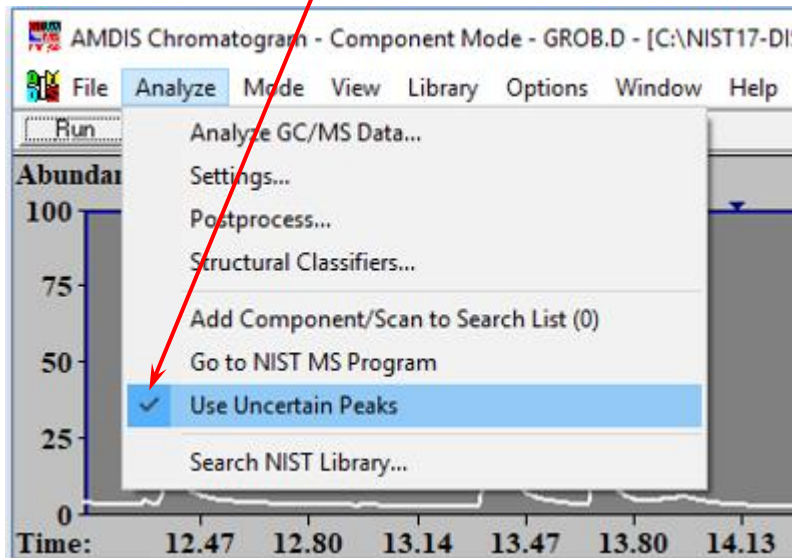 AMDIS Chromatogram - Component Mode - GROB.D - [C:\NIST17-DI
File Analyze Mode View Library Options Window Help
Run
Analyze GC/MS Data...
Settings...
Postprocess...
Structural Classifiers...
Add Component/Scan to Search List (0)
Go to NIST MS Program
Use Uncertain Peaks
Search NIST Library...
Abundan
100
75
50
25
0
Time: 12.47 12.80 13.14 13.47 13.80 14.13